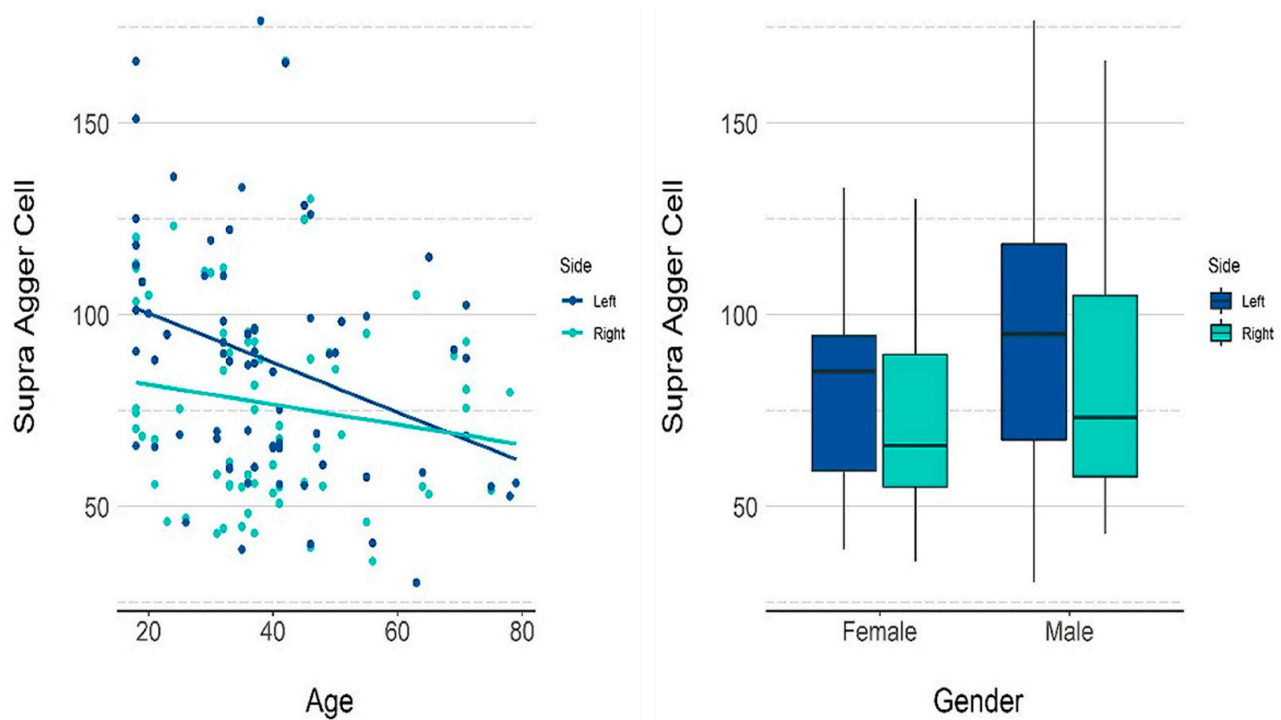 Supra Agger Cell
150
100
50
20 40 60 80
Age
Side
Left
Right
Supra Agger Cell
150
100
50
Female Male
Gender
Side
Left
Right